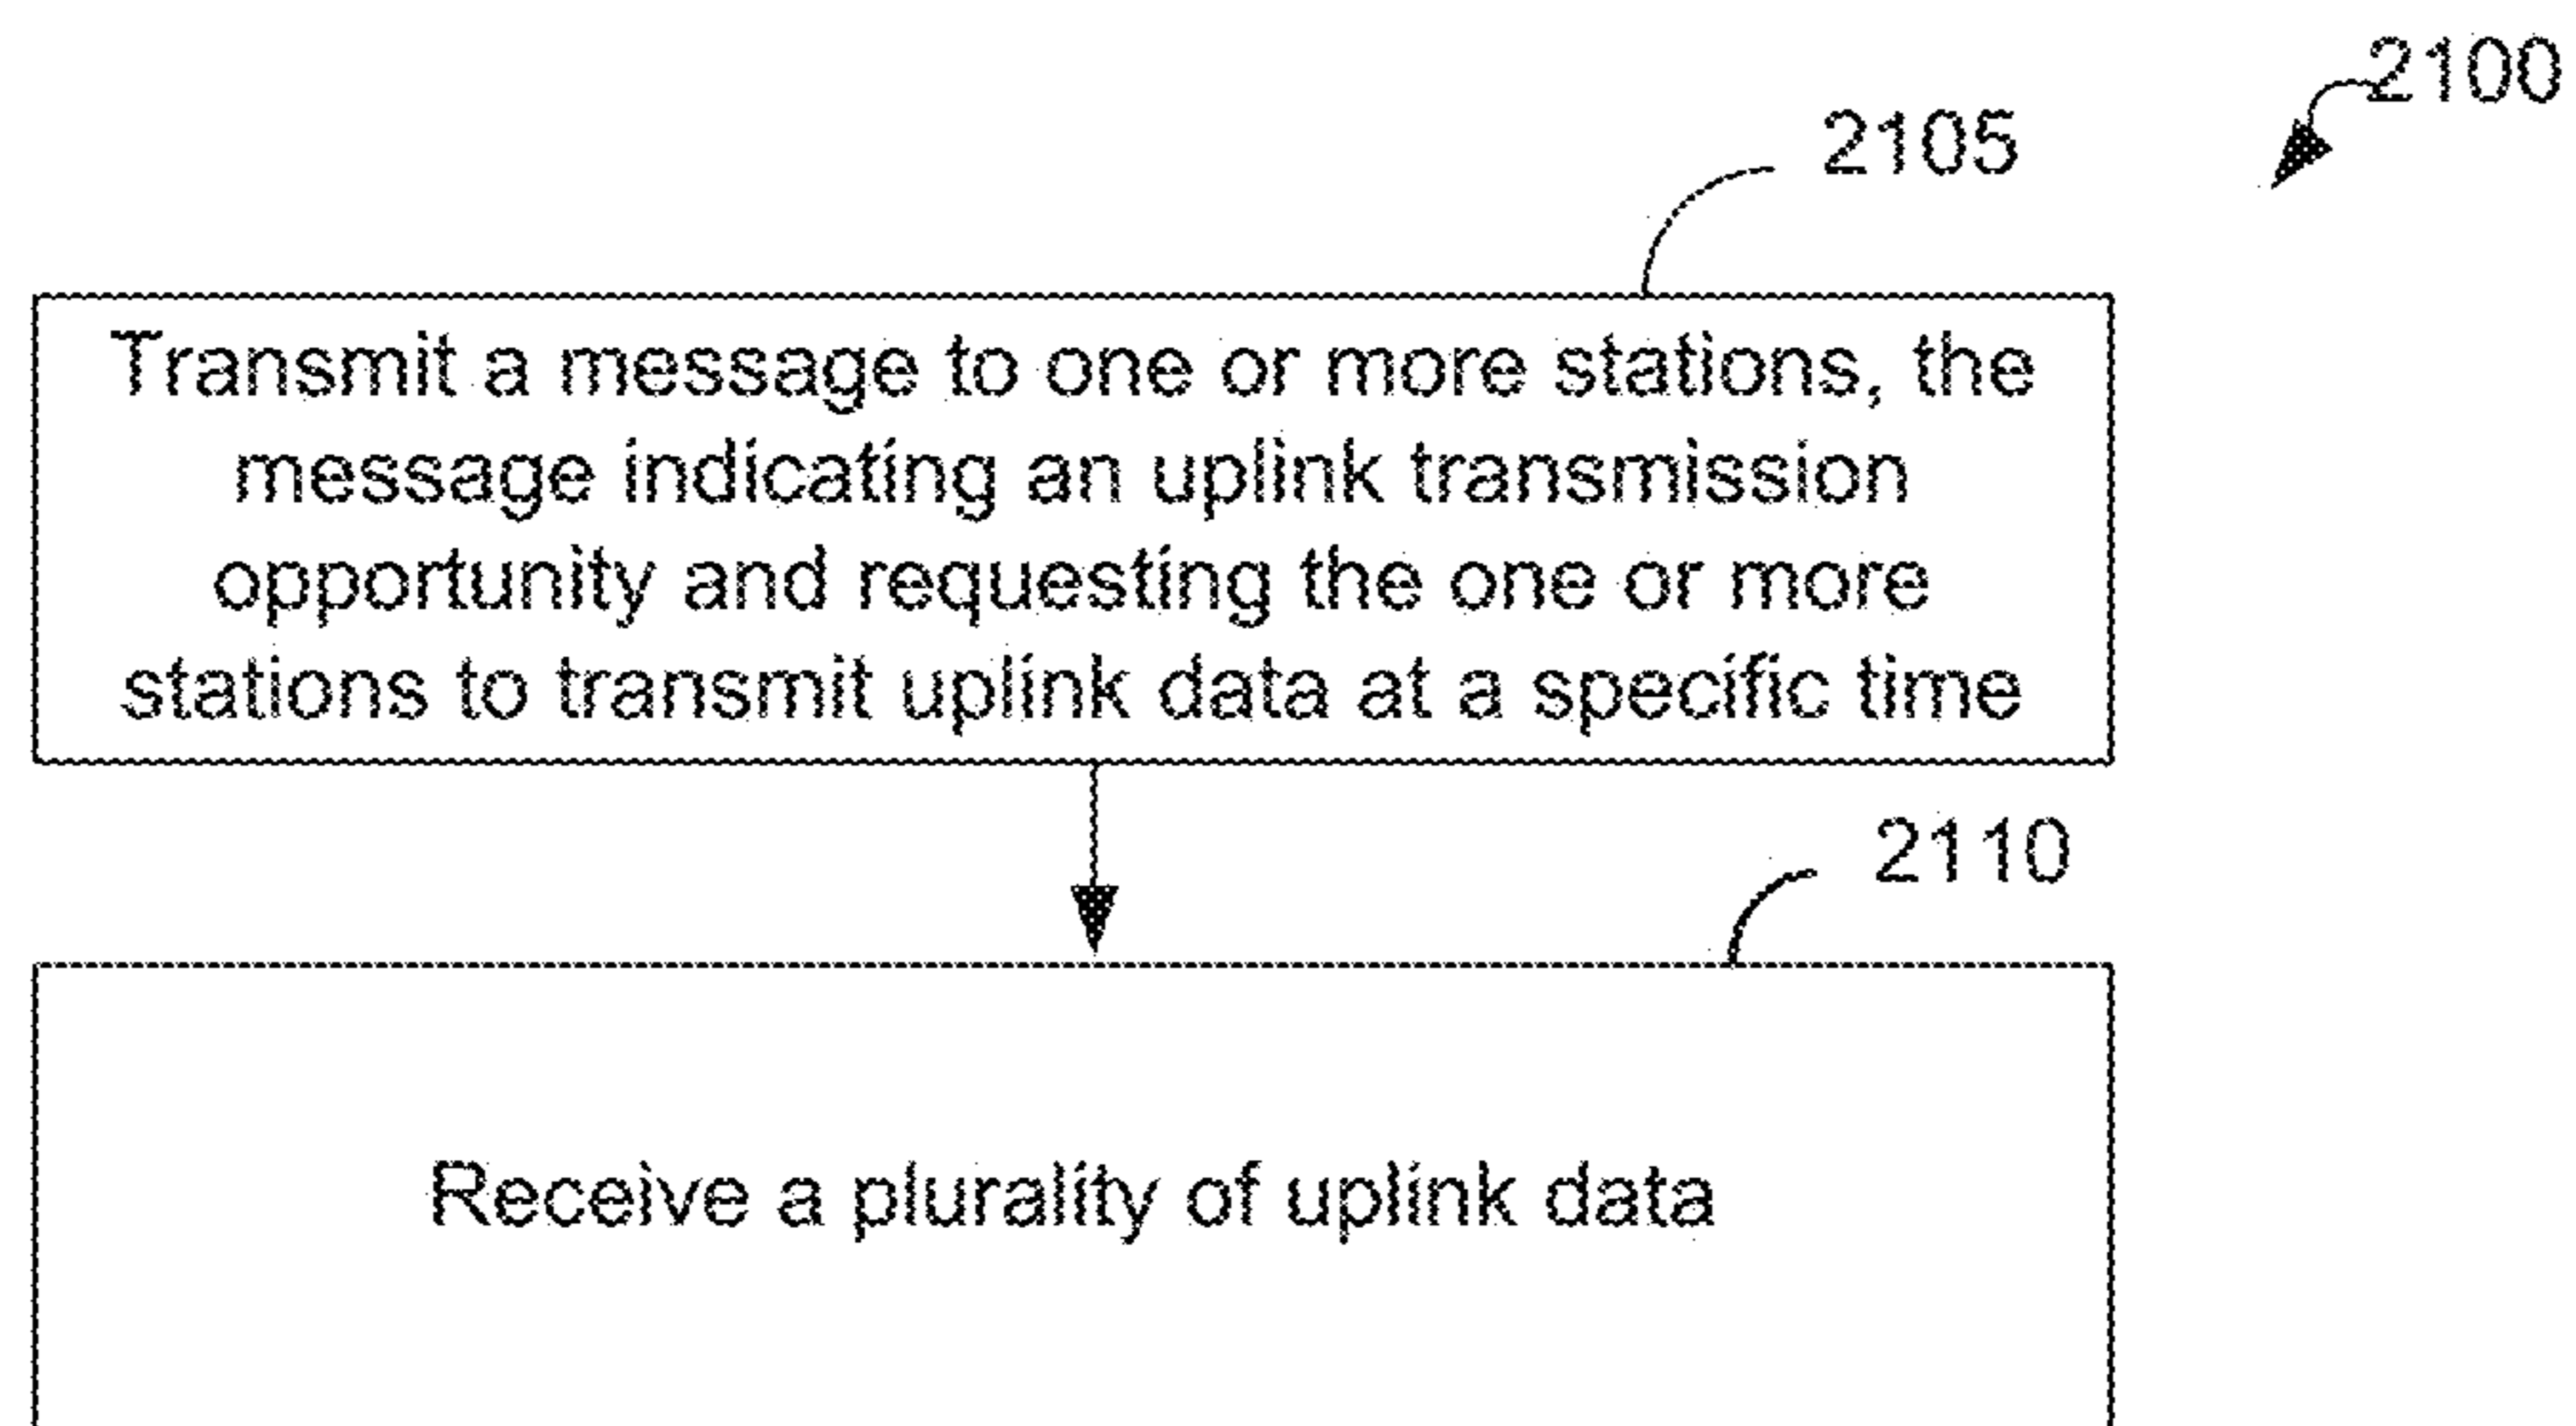 2100
2105
Transmit a message to one or more stations, the
message indicating an uplink transmission
opportunity and requesting the one or more
stations to transmit uplink data at a specific time
2110
Receive a plurality of uplink data